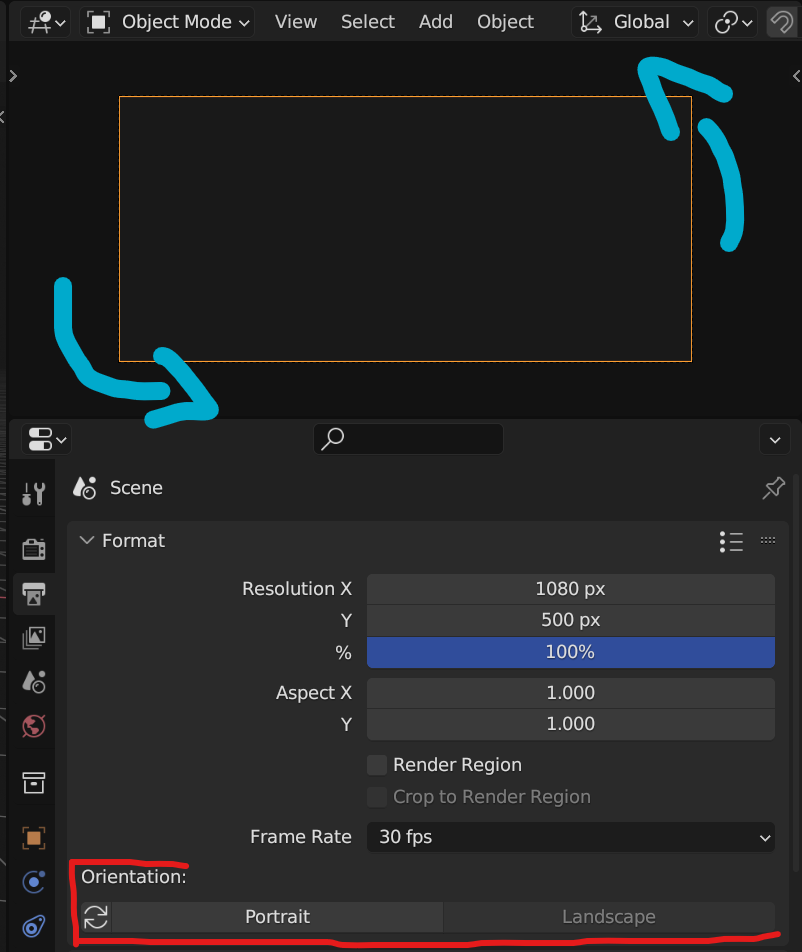 Object Mode View Select Add Object Global
Scene
Format
Resolution X 1080 px
Y 500 px
% 100%
Aspect X 1.000
Y 1.000
Render Region
Crop to Render Region
Frame Rate 30 fps
Orientation:
Portrait Landscape